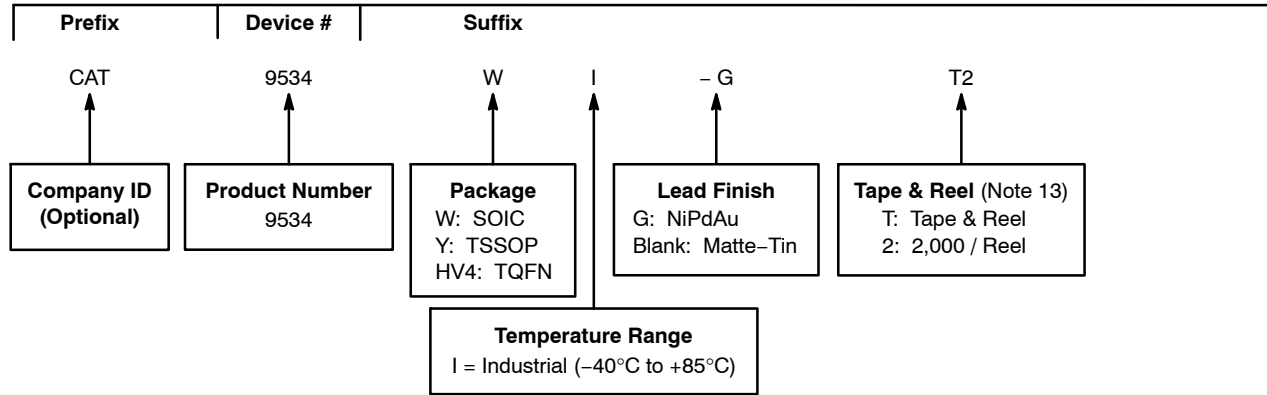 Prefix Device # Suffix
CAT 9534 W I – G T2
Company ID
(Optional)
Product Number
9534
Package
W: SOIC
Y: TSSOP
HV4: TQFN
Lead Finish
G: NiPdAu
Blank: Matte–Tin
Tape & Reel (Note 13)
T: Tape & Reel
2: 2,000 / Reel
Temperature Range
I = Industrial (–40°C to +85°C)